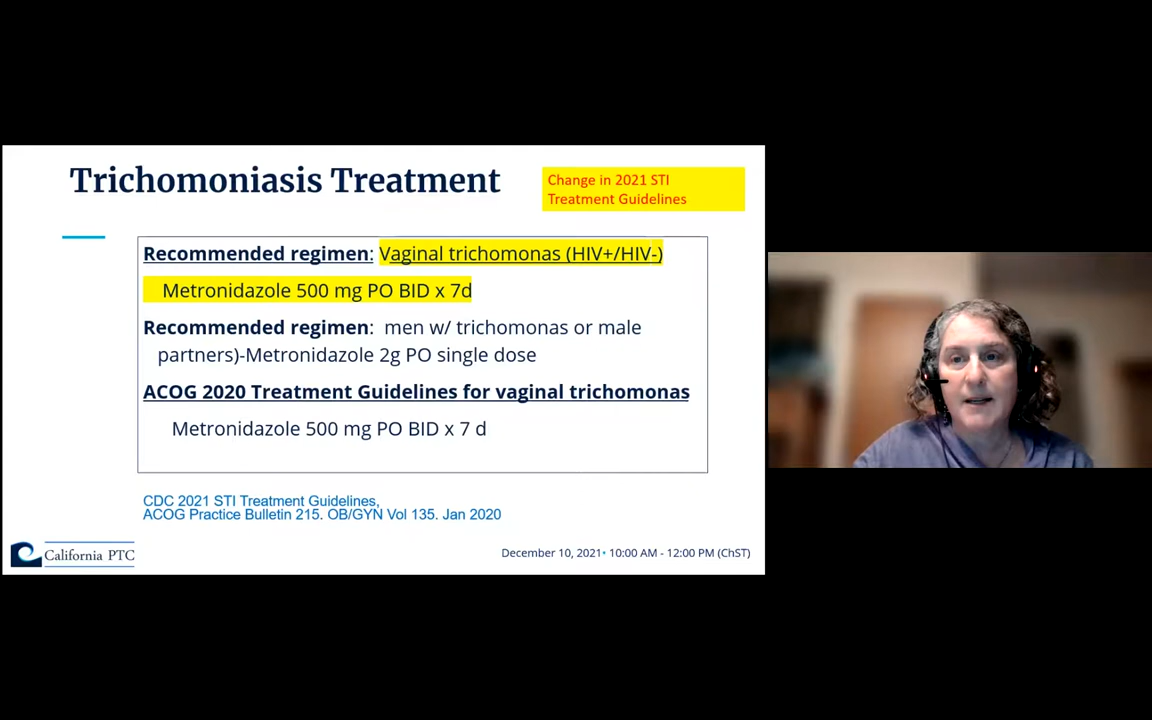 Trichomoniasis Treatment
Change in 2021 STI
Treatment Guidelines
Recommended regimen: Vaginal trichomonas (HIV+/HIV-)
Metronidazole 500 mg PO BID x 7d
Recommended regimen: men w/ trichomonas or male
partners)-Metronidazole 2g PO single dose
ACOG 2020 Treatment Guidelines for vaginal trichomonas
Metronidazole 500 mg PO BID x 7 d
CDC 2021 STI Treatment Guidelines,
ACOG Practice Bulletin 215. OB/GYN Vol 135. Jan 2020
California PTC
December 10, 2021• 10:00 AM - 12:00 PM (ChST)